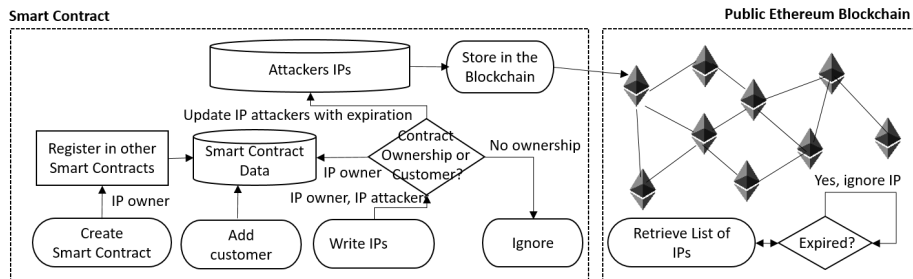 Smart Contract
Public Ethereum Blockchain
Attackers IPs
Store in the
Blockchain
Update IP attackers with expiration
Register in other
Smart Contracts
Smart Contract
Data
Contract
Ownership or
Customer?
No ownership
IP owner
IP owner
IP owner, IP attacker
Create
Smart Contract
Add
customer
Write IPs
Ignore
Yes, ignore IP
Retrieve List of
IPs
Expired?